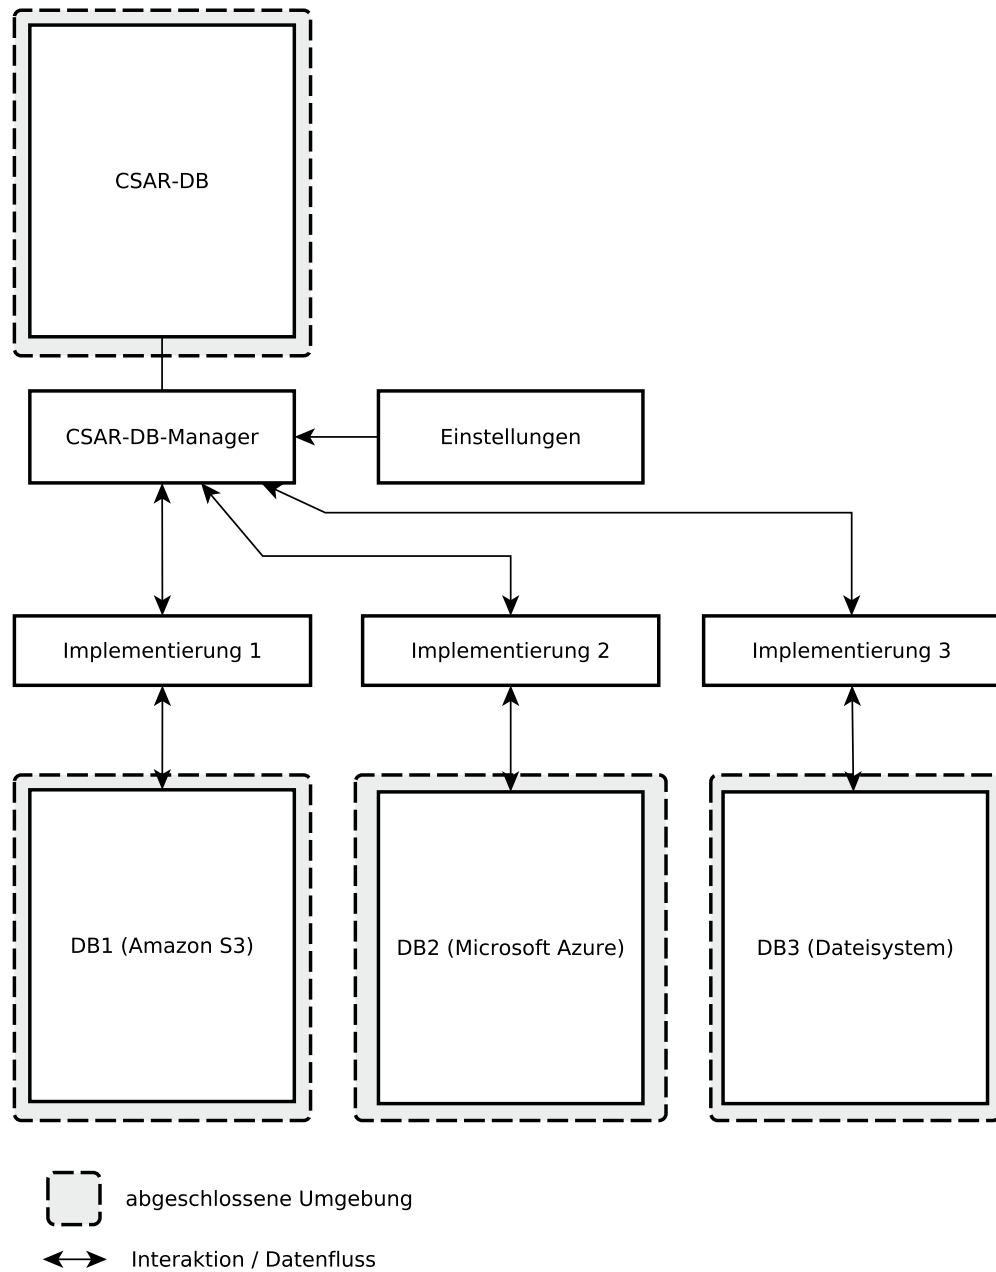 CSAR-DB
CSAR-DB-Manager
Einstellungen
Implementierung 1
Implementierung 2
Implementierung 3
DB1 (Amazon S3)
DB2 (Microsoft Azure)
DB3 (Dateisystem)
abgeschlossene Umgebung
Interaktion / Datenfluss